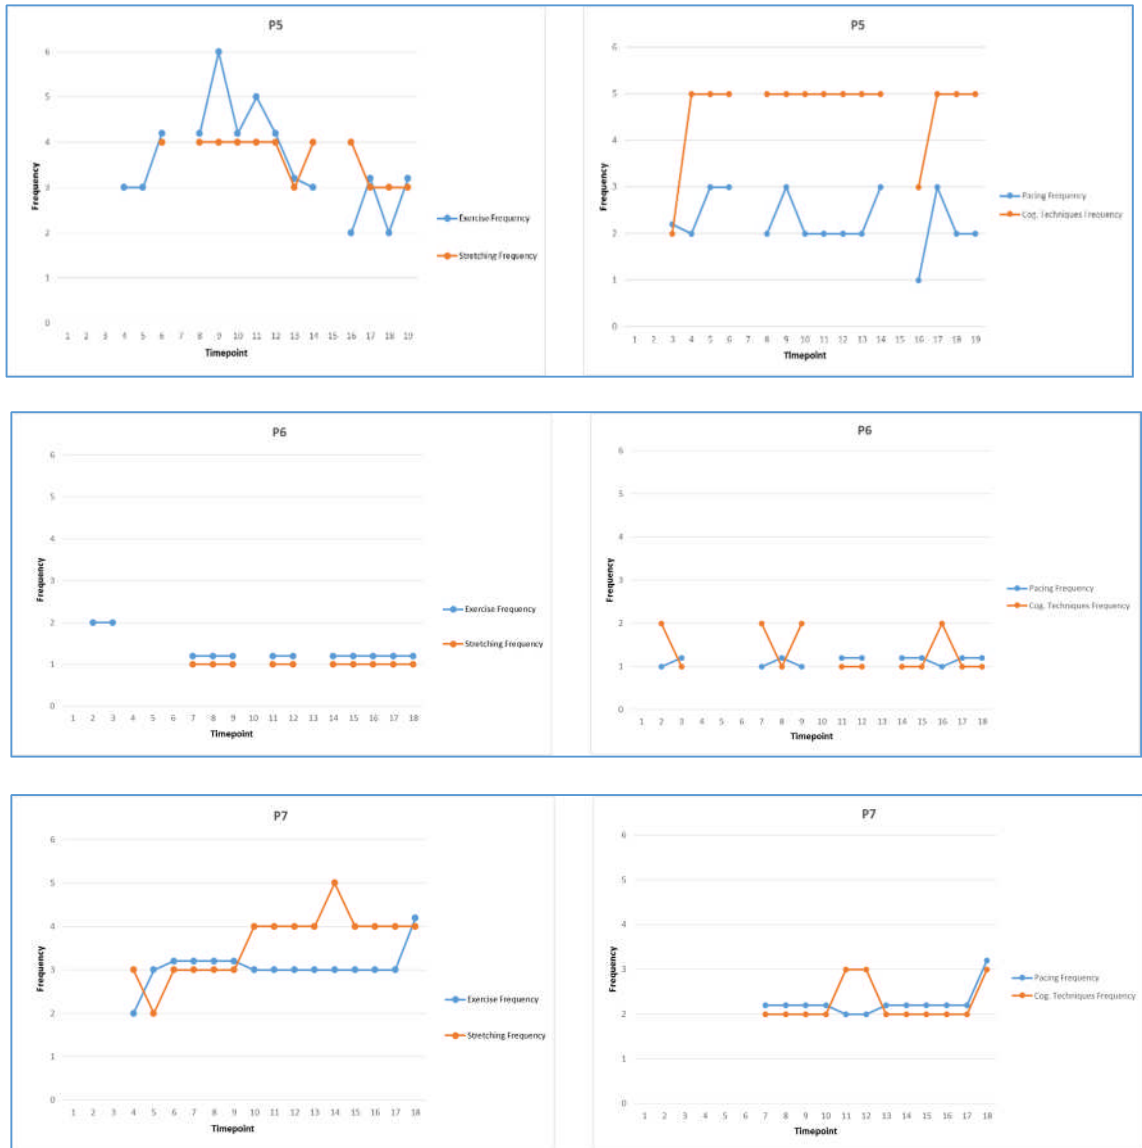 P5
6
5
4
3
2
1
0
Frequency
1 2 3 4 5 6 7 8 9 10 11 12 13 14 15 16 17 18 19
Timepoint
Exercise Frequency
Stretching Frequency
P5
6
5
4
3
2
1
0
Frequency
1 2 3 4 5 6 7 8 9 10 11 12 13 14 15 16 17 18 19
Timepoint
Pacing Frequency
Cog. Techniques Frequency
P6
6
5
4
3
2
1
0
Frequency
1 2 3 4 5 6 7 8 9 10 11 12 13 14 15 16 17 18
Timepoint
Exercise Frequency
Stretching Frequency
P6
6
5
4
3
2
1
0
Frequency
1 2 3 4 5 6 7 8 9 10 11 12 13 14 15 16 17 18
Timepoint
Pacing Frequency
Cog. Techniques Frequency
P7
6
5
4
3
2
1
0
Frequency
1 2 3 4 5 6 7 8 9 10 11 12 13 14 15 16 17 18
Timepoint
Exercise Frequency
Stretching Frequency
P7
6
5
4
3
2
1
0
Frequency
1 2 3 4 5 6 7 8 9 10 11 12 13 14 15 16 17 18
Timepoint
Pacing Frequency
Cog. Techniques Frequency